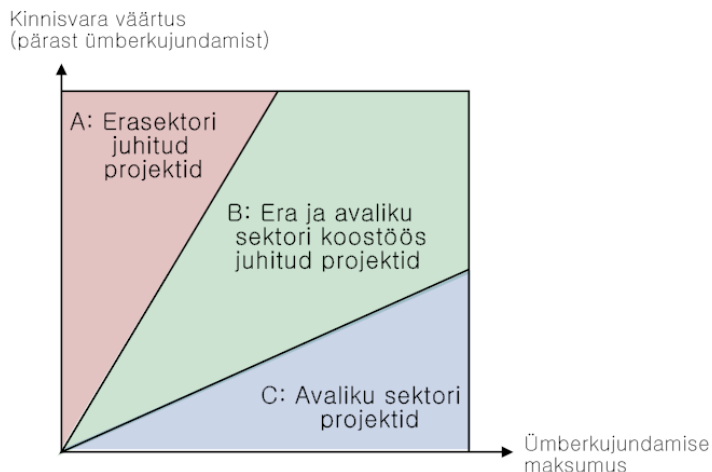 Kinnisvara väärtus
(pärast ümberkujundamist)
A: Erasektori
juhitud
projektid
B: Era ja avaliku
sektori koostöös
juhitud projektid
C: Avaliku sektori
projektid
Ümberkujundamise
maksumus